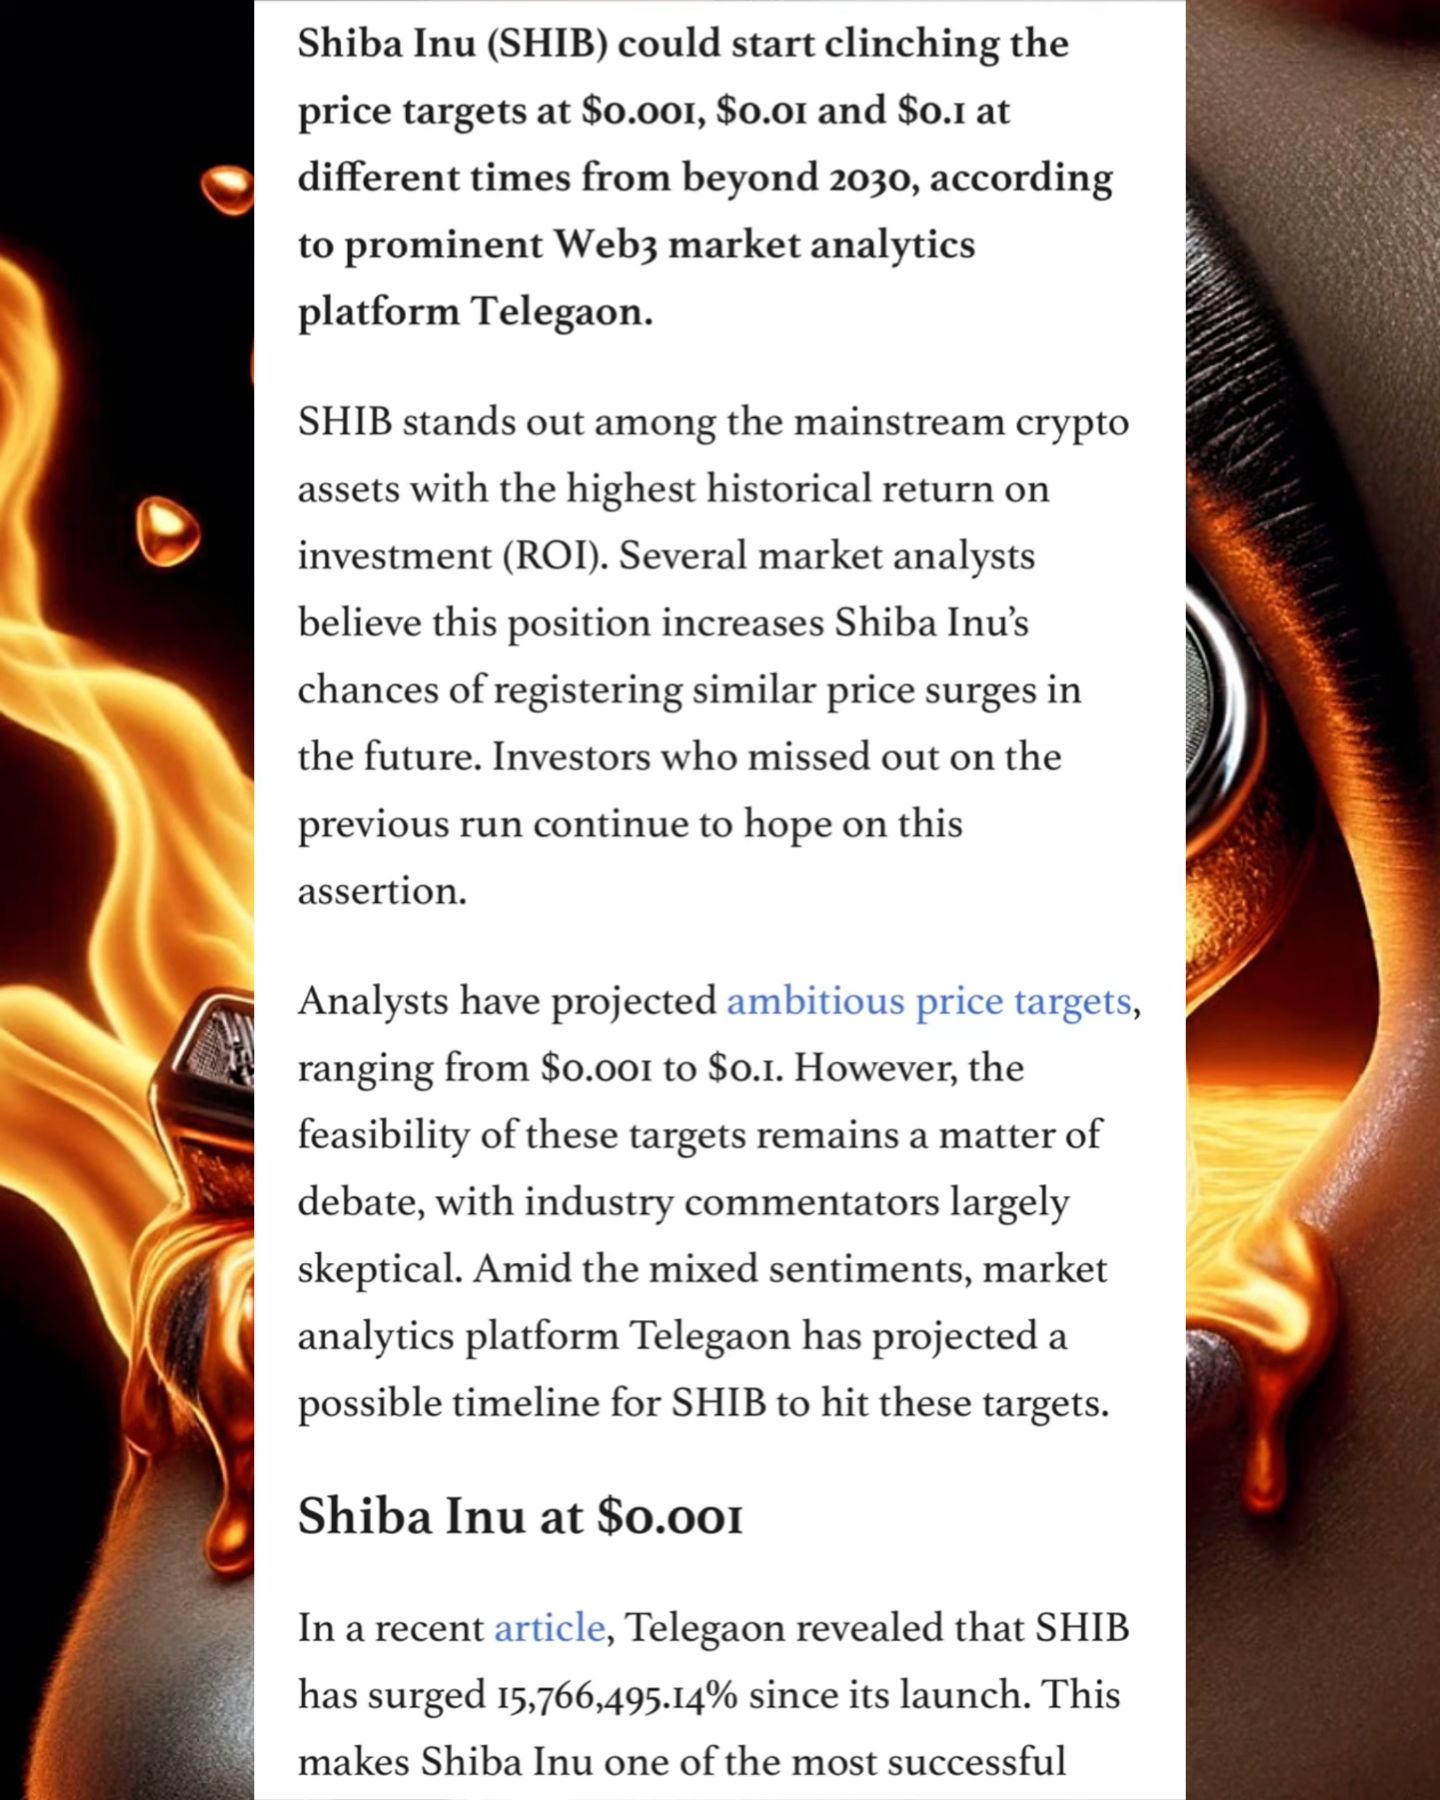 Shiba Inu (SHIB) could start clinching the
price targets at $0.001, $0.01 and $0.1 at
different times from beyond 2030, according
to prominent Web3 market analytics
platform Telegaon.
SHIB stands out among the mainstream crypto
assets with the highest historical return on
investment (ROI). Several market analysts
believe this position increases Shiba Inu’s
chances of registering similar price surges in
the future. Investors who missed out on the
previous run continue to hope on this
assertion.
Analysts have projected ambitious price targets,
ranging from $0.001 to $0.1. However, the
feasibility of these targets remains a matter of
debate, with industry commentators largely
skeptical. Amid the mixed sentiments, market
analytics platform Telegaon has projected a
possible timeline for SHIB to hit these targets.
Shiba Inu at $0.001
In a recent article, Telegaon revealed that SHIB
has surged 15,766,495.14% since its launch. This
makes Shiba Inu one of the most successful